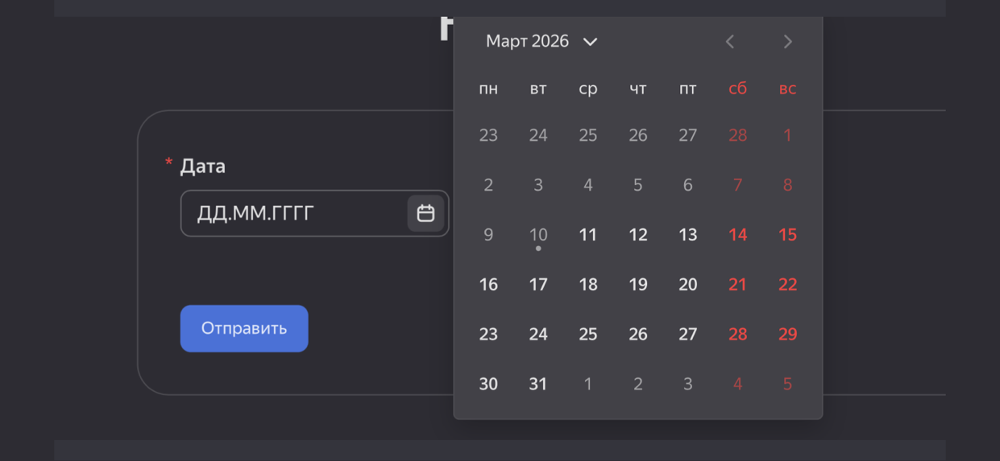 Март 2026
пн вт ср чт пт сб вс
23 24 25 26 27 28 1
* Дата
2 3 4 5 6 7 8
ДД.ММ.ГГГГ
9 10 11 12 13 14 15
16 17 18 19 20 21 22
Отправить
23 24 25 26 27 28 29
30 31 1 2 3 4 5